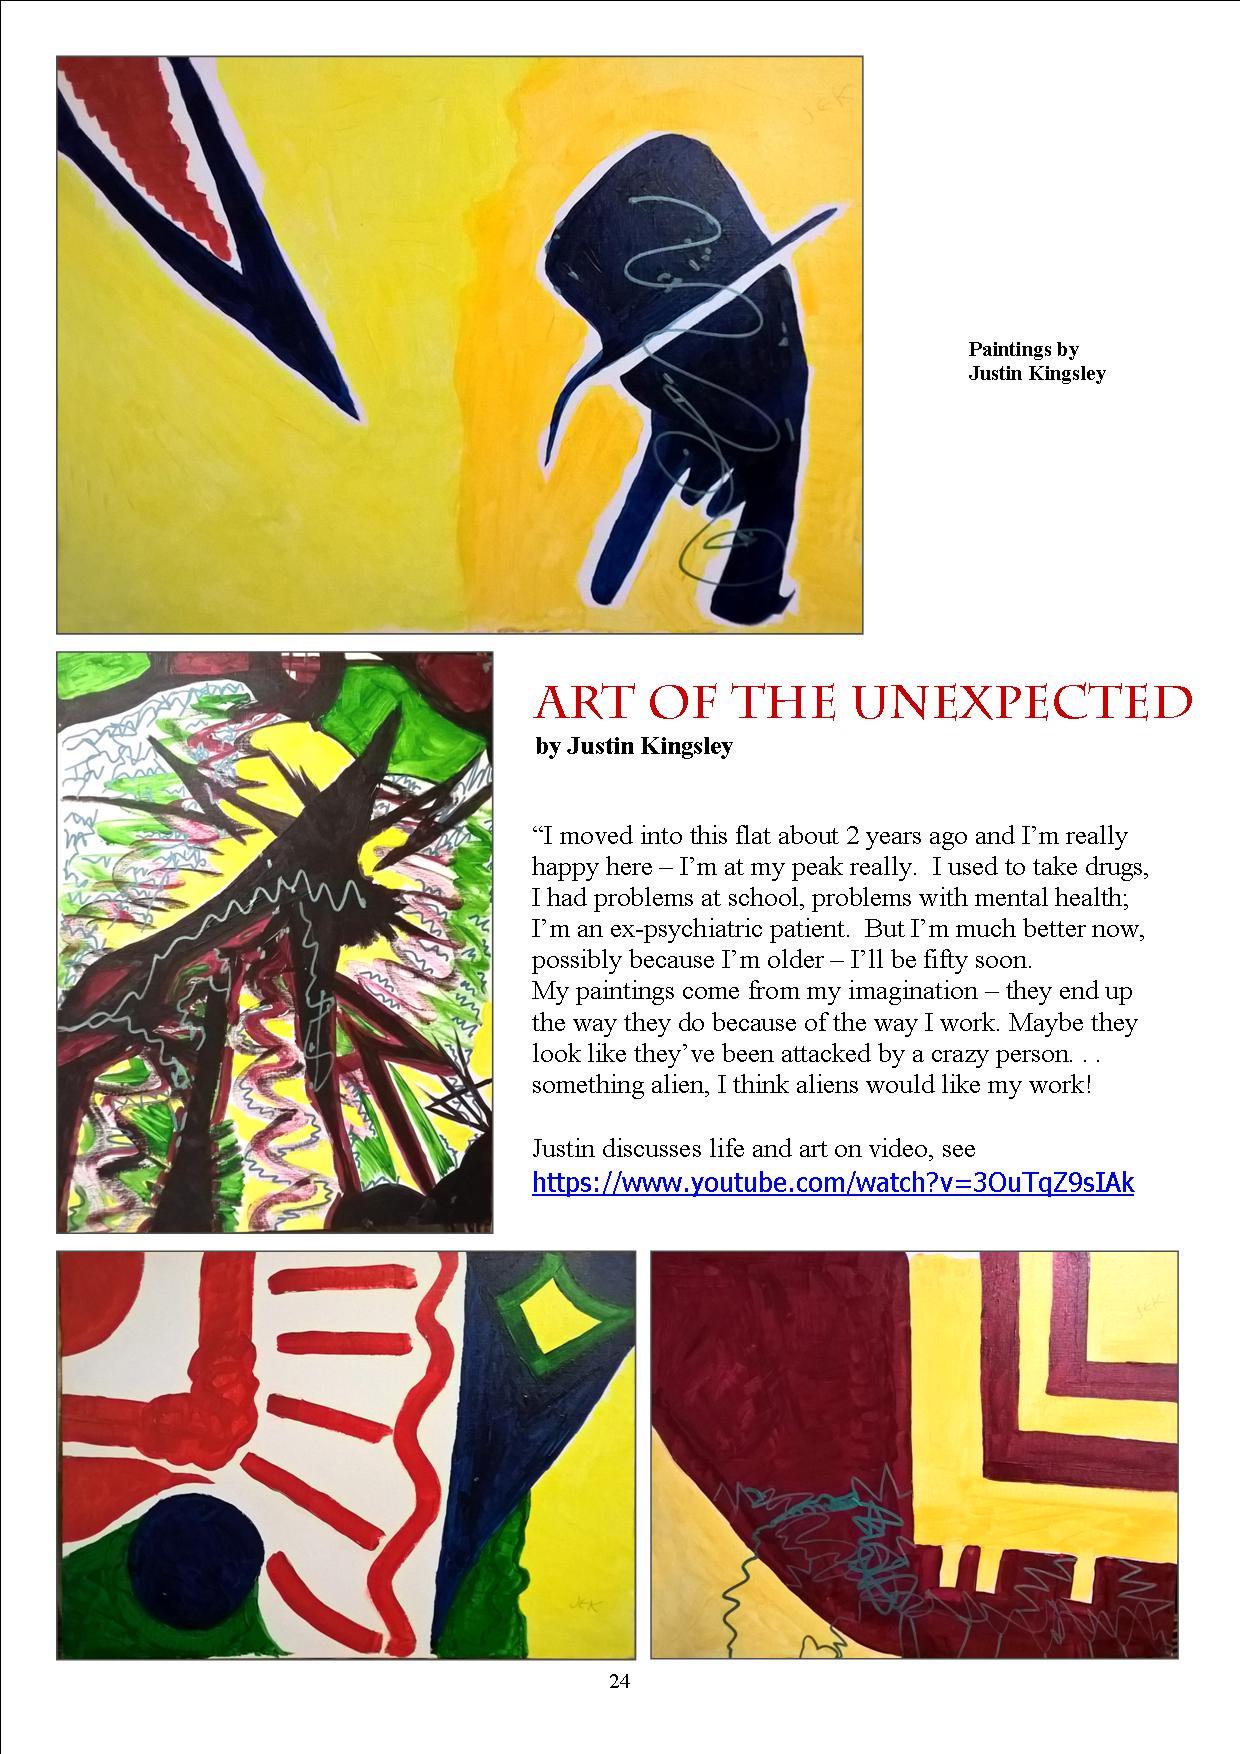 JEK
Paintings by
Justin Kingsley
ART OF THE UNEXPECTED
by Justin Kingsley
“I moved into this flat about 2 years ago and I’m really
happy here – I’m at my peak really.  I used to take drugs,
I had problems at school, problems with mental health;
I’m an ex-psychiatric patient.  But I’m much better now,
possibly because I’m older – I’ll be fifty soon.
My paintings come from my imagination – they end up
the way they do because of the way I work. Maybe they
look like they’ve been attacked by a crazy person. . .
something alien, I think aliens would like my work!
Justin discusses life and art on video, see
https://www.youtube.com/watch?v=3OuTqZ9sIAk
JEK
JEK
24